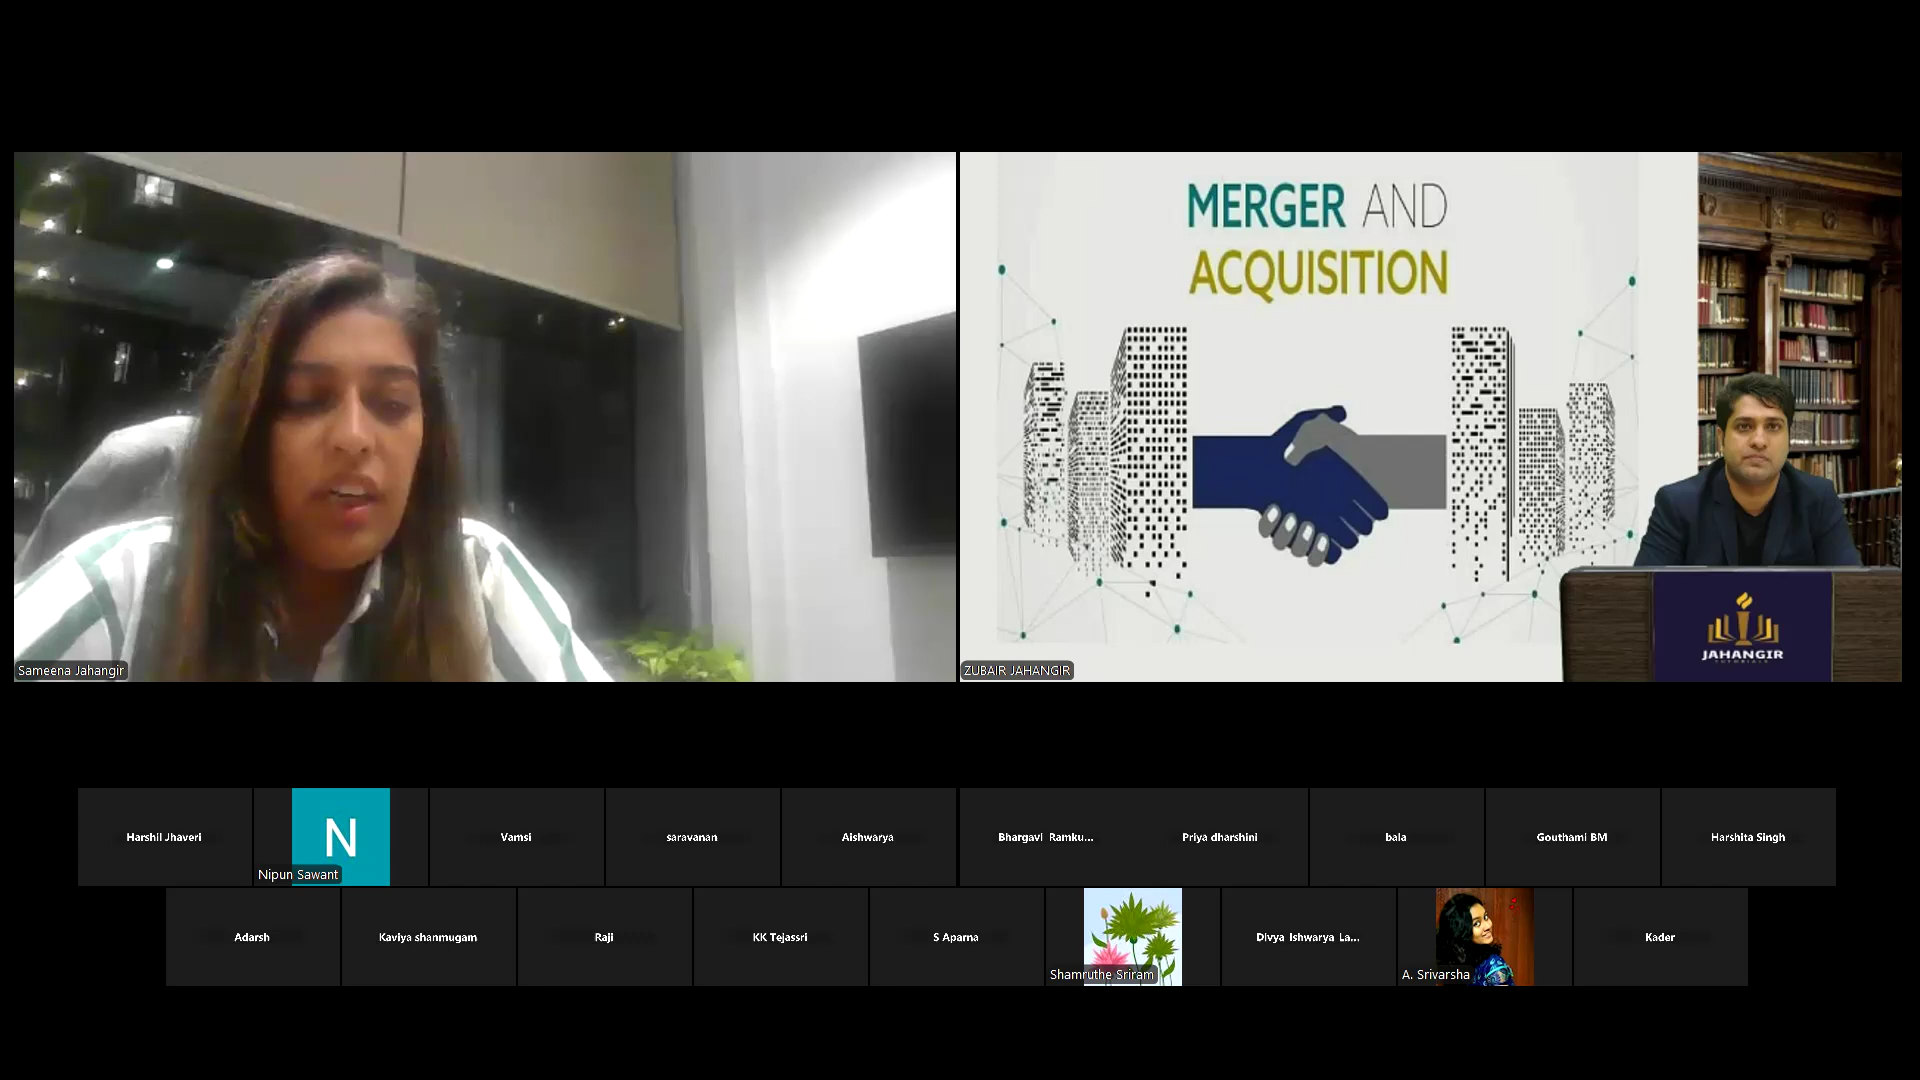 MERGER AND
ACQUISITION
JAHANGIR
TUTORIALS
Sameena Jahangir
ZUBAIR JAHANGIR
Harshil Jhaveri
N
Nipun Sawant
Vamsi
saravanan
Aishwarya
Bhargavi Ramku...
Priya dharshini
bala
Gouthami BM
Harshita Singh
Adarsh
Kaviya shanmugam
Raji
KK Tejassri
S Aparna
Shamruthe Sriram
Divya Ishwarya La...
A. Srivarsha
Kader